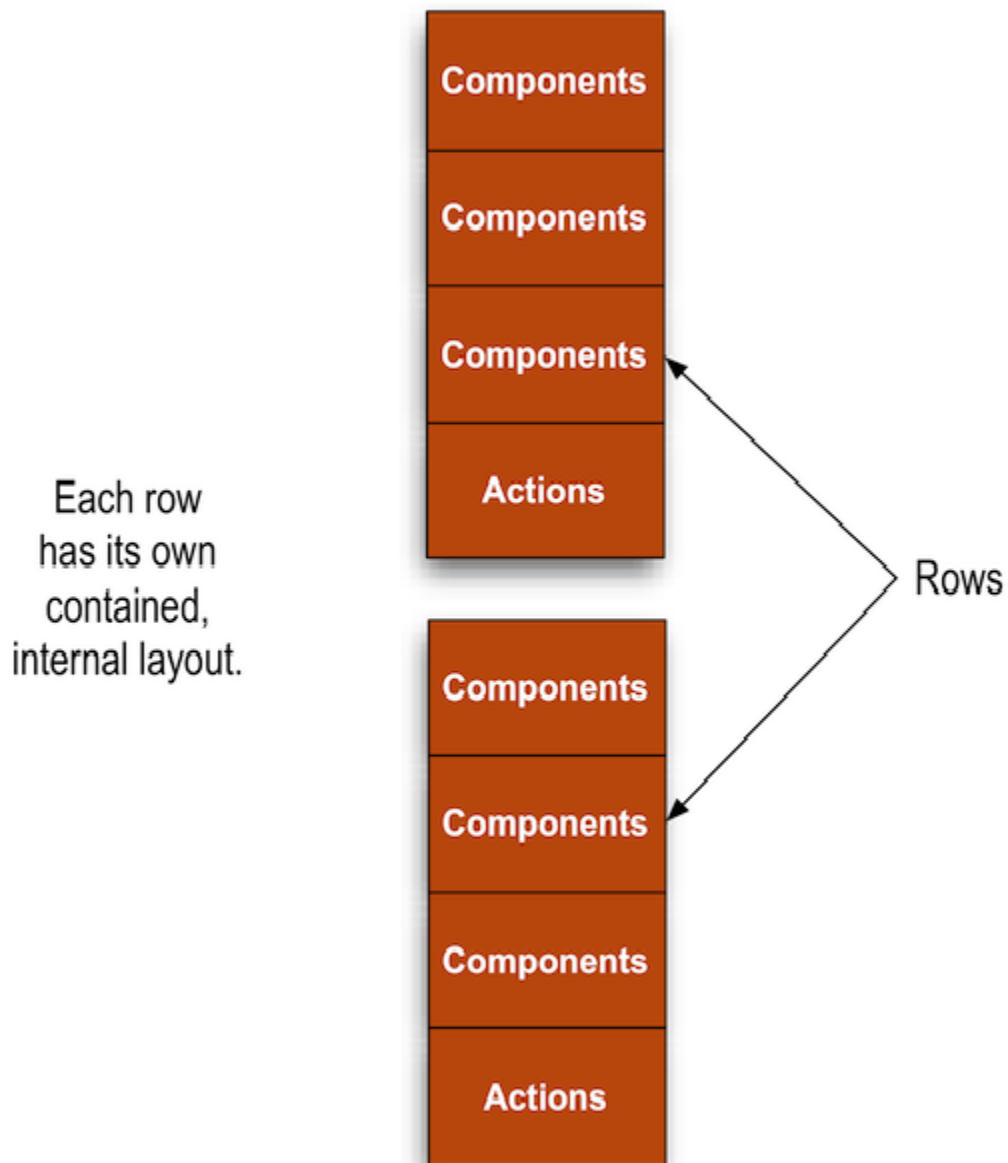 Components
Components
Components
Actions
Each row
has its own
contained,
internal layout.
Rows
Components
Components
Components
Actions